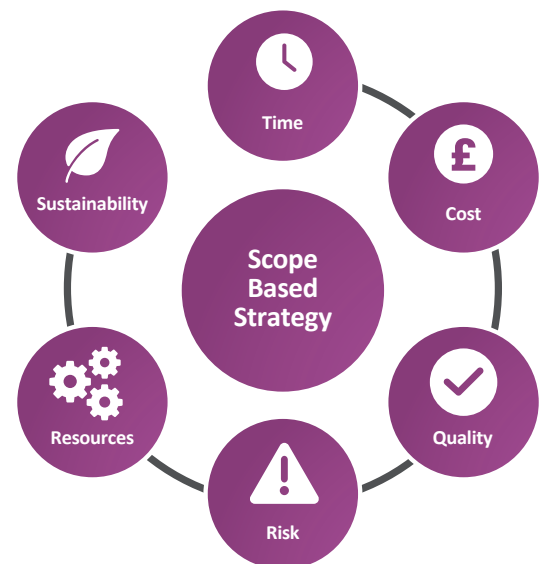 Time
£
Cost
Sustainability
Scope
Based
Strategy
Resources
Quality
Risk